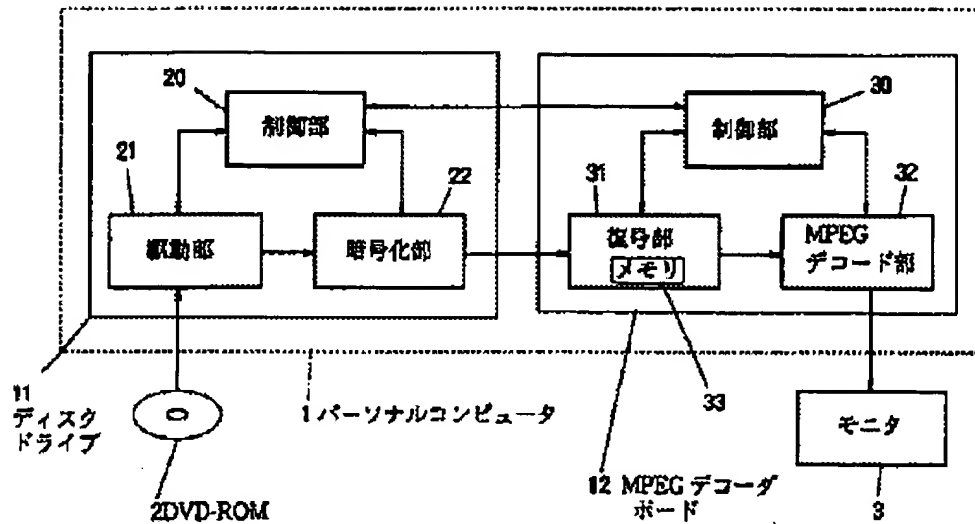 20
制御部
30
制御部
21
22
31
32
駆動部
暗号化部
復号部
メモリ
MPEG
デコード部
11
ディスク
ドライブ
1 パーソナルコンピュータ
33
モニタ
2DVD-ROM
12 MPEG デコーダ
ボード
3